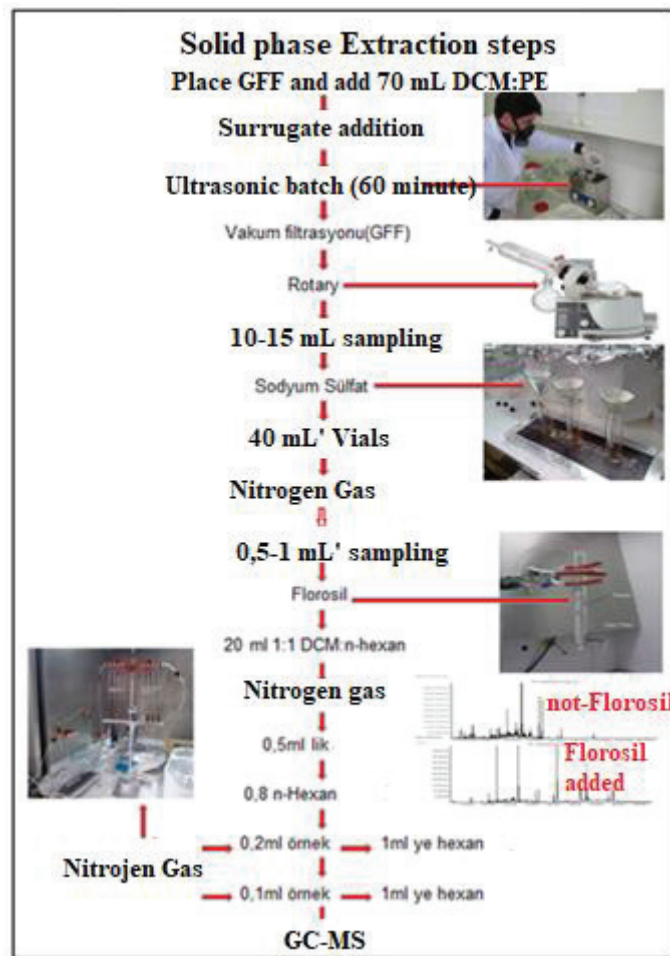 Solid phase Extraction steps
Place GFF and add 70 mL DCM:PE
Surrugate addition
Ultrasonic batch (60 minute)
Vakum filtrasyonu(GFF)
Rotary
10-15 mL sampling
Sodyum Sülfat
40 mL' Vials
Nitrogen Gas
0,5-1 mL' sampling
Florosil
20 ml 1:1 DCM:n-hexan
Nitrogen gas
not-Florosil
0,5ml lik
Florosil
added
0,8 n-Hexan
0,2ml örnek 1ml ye hexan
Nitrojen Gas
0,1ml örnek 1ml ye hexan
GC-MS